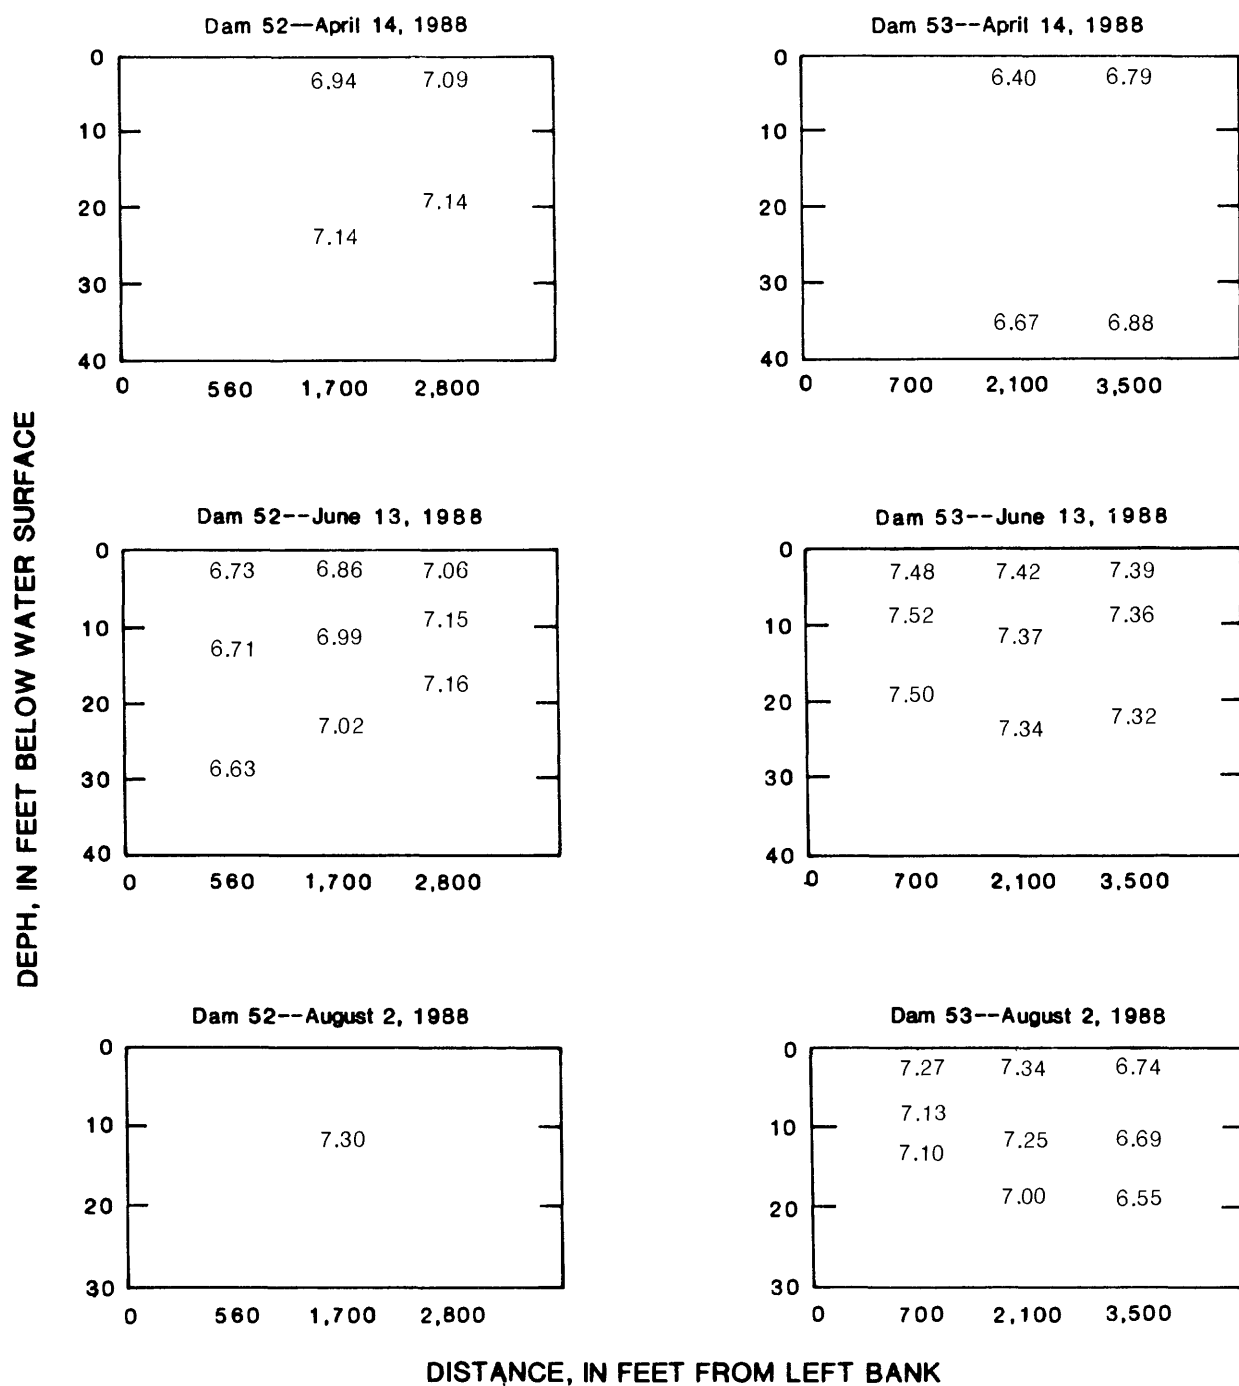 DEPH, IN FEET BELOW WATER SURFACE
Dam 52—April 14, 1988
0
6.94 7.09
10
20 7.14
7.14
30
40
0 560 1,700 2,800
Dam 53--April 14, 1988
0
6.40 6.79
10
20
30
6.67 6.88
40
0 700 2,100 3,500
Dam 52--June 13, 1988
0
6.73 6.86 7.06
7.15
10
6.99
6.71
7.16
20
7.02
6.63
30
40
0 560 1,700 2,800
Dam 53--June 13, 1988
0
7.48 7.42 7.39
7.52 7.36
10
7.37
7.50
20
7.32
7.34
30
40
0 700 2,100 3,500
Dam 52--August 2, 1988
0
10
7.30
20
30
0 560 1,700 2,800
Dam 53--August 2, 1988
0
7.27 7.34 6.74
7.13
10
7.25 6.69
7.10
7.00 6.55
20
30
0 700 2,100 3,500
DISTANCE, IN FEET FROM LEFT BANK